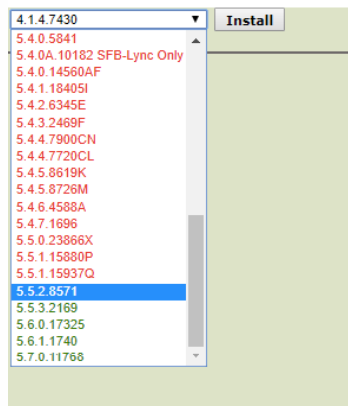 4.1.4.7430
Install
5.4.0.5841
5.4.0A.10182 SFB-Lync Only
5.4.0.14560AF
5.4.1.18405I
5.4.2.6345E
5.4.3.2469F
5.4.4.7900CN
5.4.4.7720CL
5.4.5.8619K
5.4.5.8726M
5.4.6.4588A
5.4.7.1696
5.5.0.23866X
5.5.1.15880P
5.5.1.15937Q
5.5.2.8571
5.5.3.2169
5.6.0.17325
5.6.1.1740
5.7.0.11768